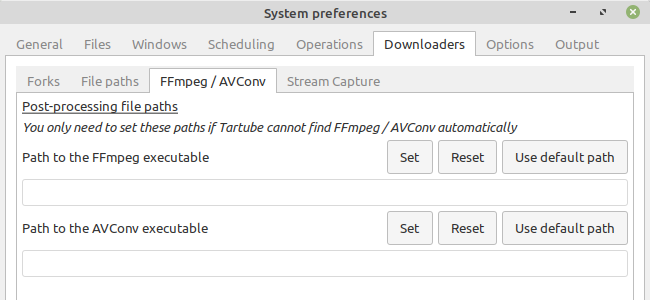 System preferences
General Files Windows Scheduling Operations Downloaders Options Output
Forks File paths FFmpeg / AVConv Stream Capture
Post-processing file paths
You only need to set these paths if Tartube cannot find FFmpeg / AVConv automatically
Path to the FFmpeg executable Set Reset Use default path
Path to the AVConv executable Set Reset Use default path